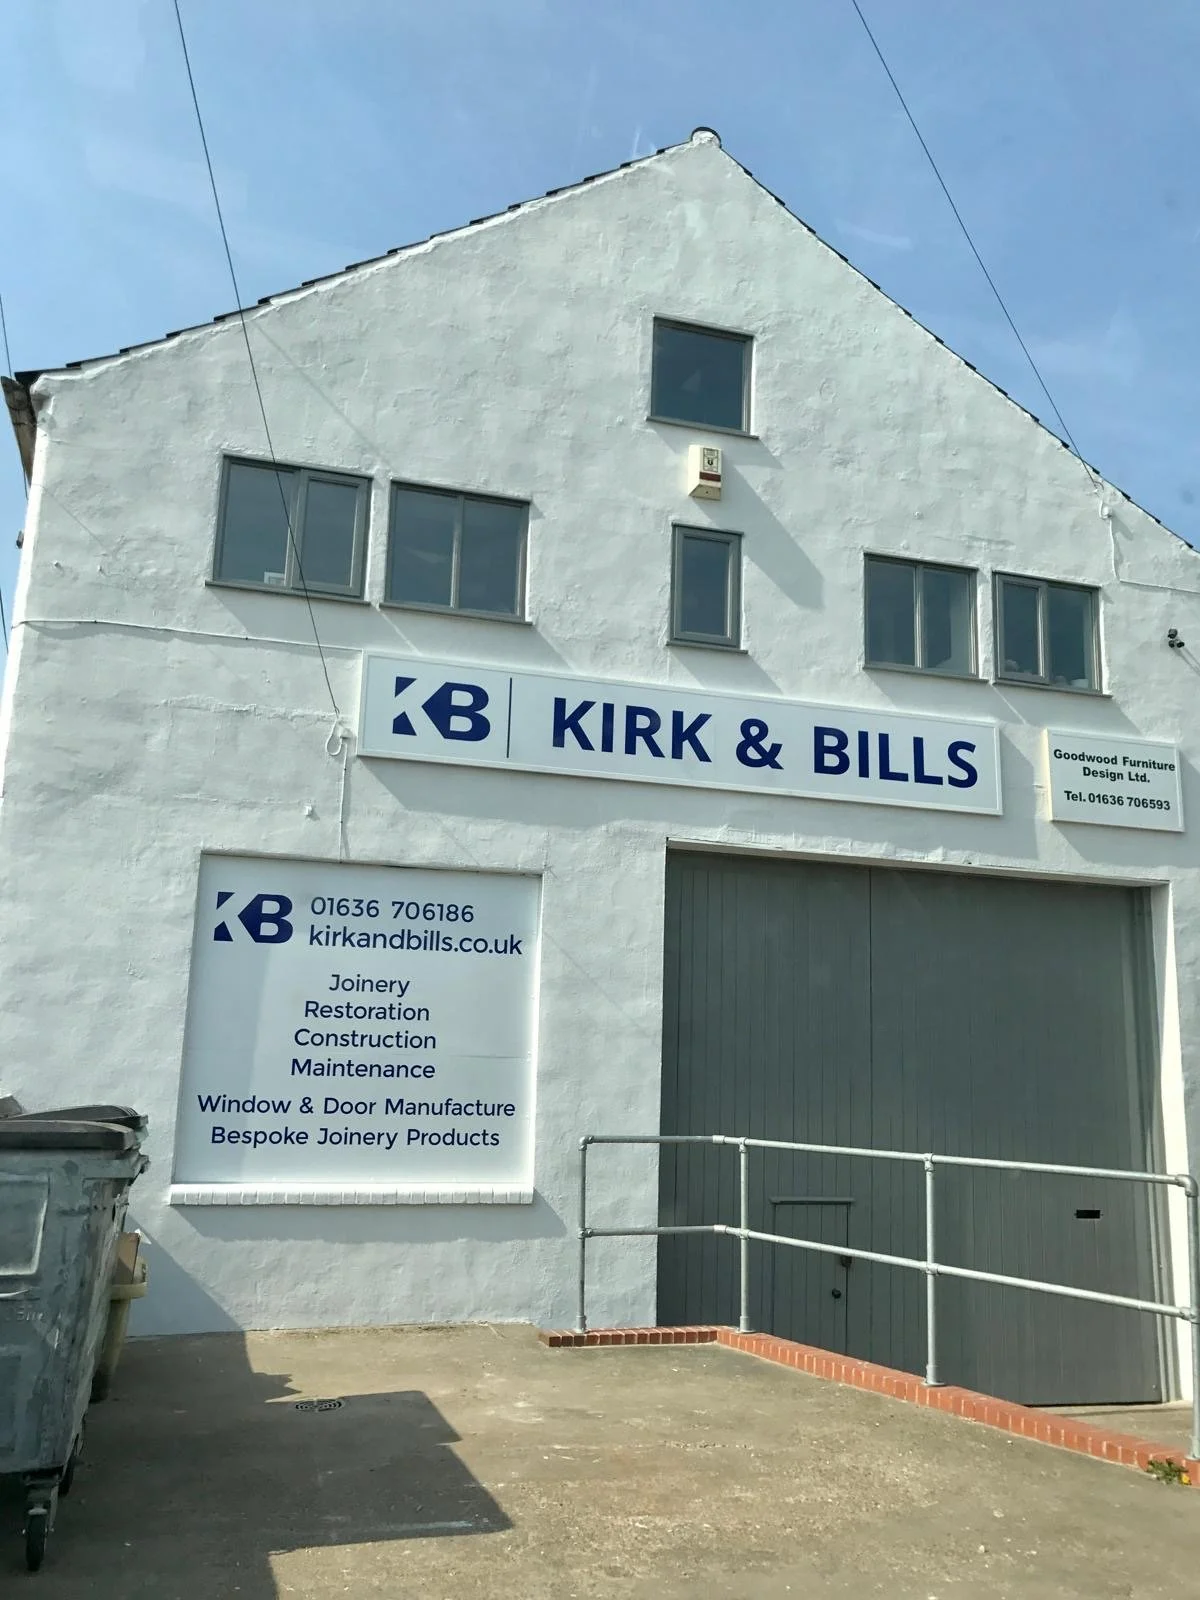 KB KIRK & BILLS
Goodwood Furniture
Design Ltd.
Tel. 01636 706593
KB 01636 706186
kirkandbills.co.uk
Joinery
Restoration
Construction
Maintenance
Window & Door Manufacture
Bespoke Joinery Products